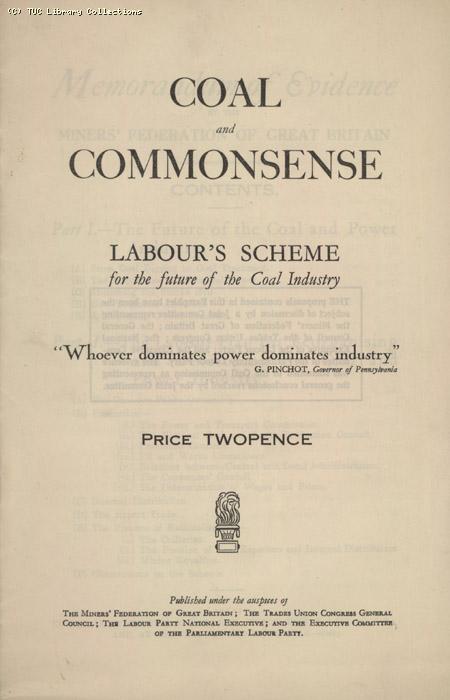 (C) TUC Library Collections
COAL
and
COMMONSENSE
LABOUR'S SCHEME
for the future of the Coal Industry
"Whoever dominates power dominates industry"
G. PINCHOT, Governor of Pennsylvania
PRICE TWOPENCE
Published under the auspices of
THE MINERS' FEDERATION OF GREAT BRITAIN; THE TRADES UNION CONGRESS GENERAL
COUNCIL; THE LABOUR PARTY NATIONAL EXECUTIVE; AND THE EXECUTIVE COMMITTEE
OF THE PARLIAMENTARY LABOUR PARTY.